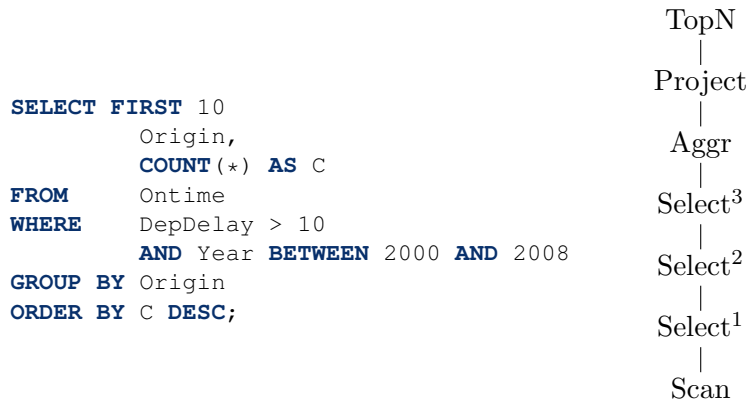 SELECT FIRST 10
Origin,
COUNT(*) AS C
FROM Ontime
WHERE DepDelay > 10
AND Year BETWEEN 2000 AND 2008
GROUP BY Origin
ORDER BY C DESC;
TopN
Project
Aggr
Select³
Select²
Select¹
Scan